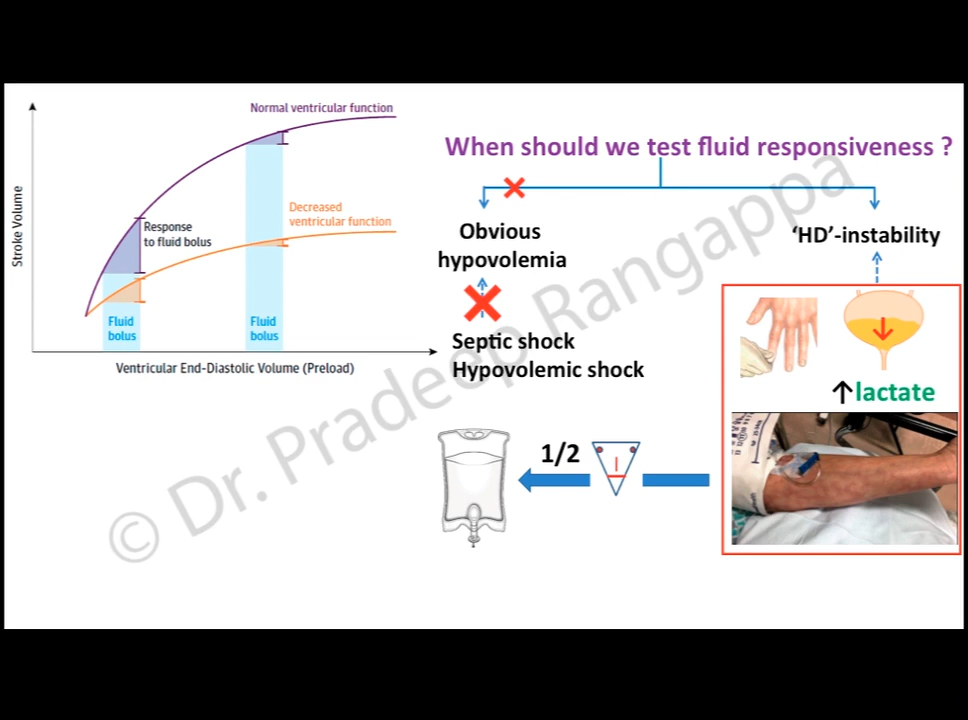 Normal ventricular function
Stroke Volume
Response
to fluid bolus
Decreased
ventricular function
Fluid
bolus
Fluid
bolus
Ventricular End-Diastolic Volume (Preload)
When should we test fluid responsiveness ?
Obvious
hypovolemia
‘HD’-instability
Septic shock
Hypovolemic shock
↑lactate
1/2
© Dr. Pradeep Rangappa